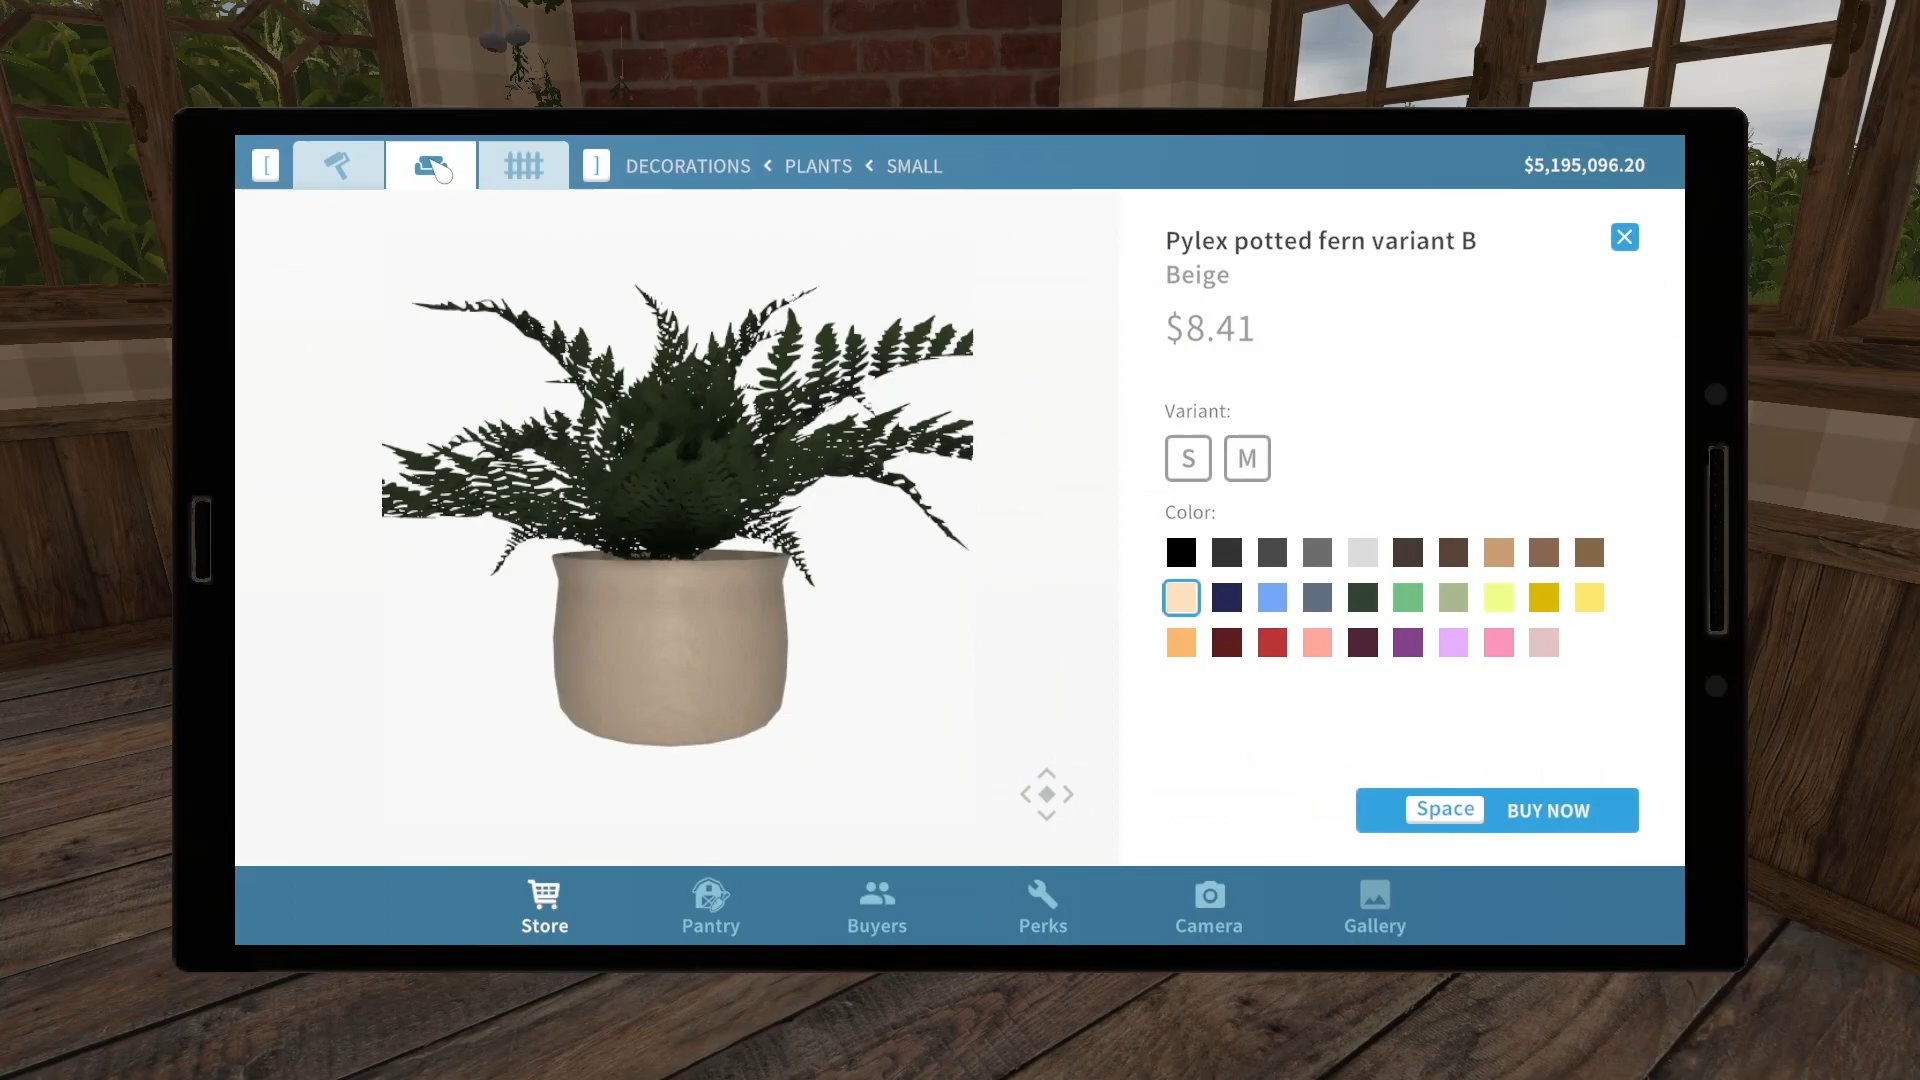 [
]
DECORATIONS < PLANTS < SMALL
$5,195,096.20
Pylex potted fern variant B
Beige
$8.41
Variant:
S M
Color:
Space BUY NOW
Store Pantry Buyers Perks Camera Gallery